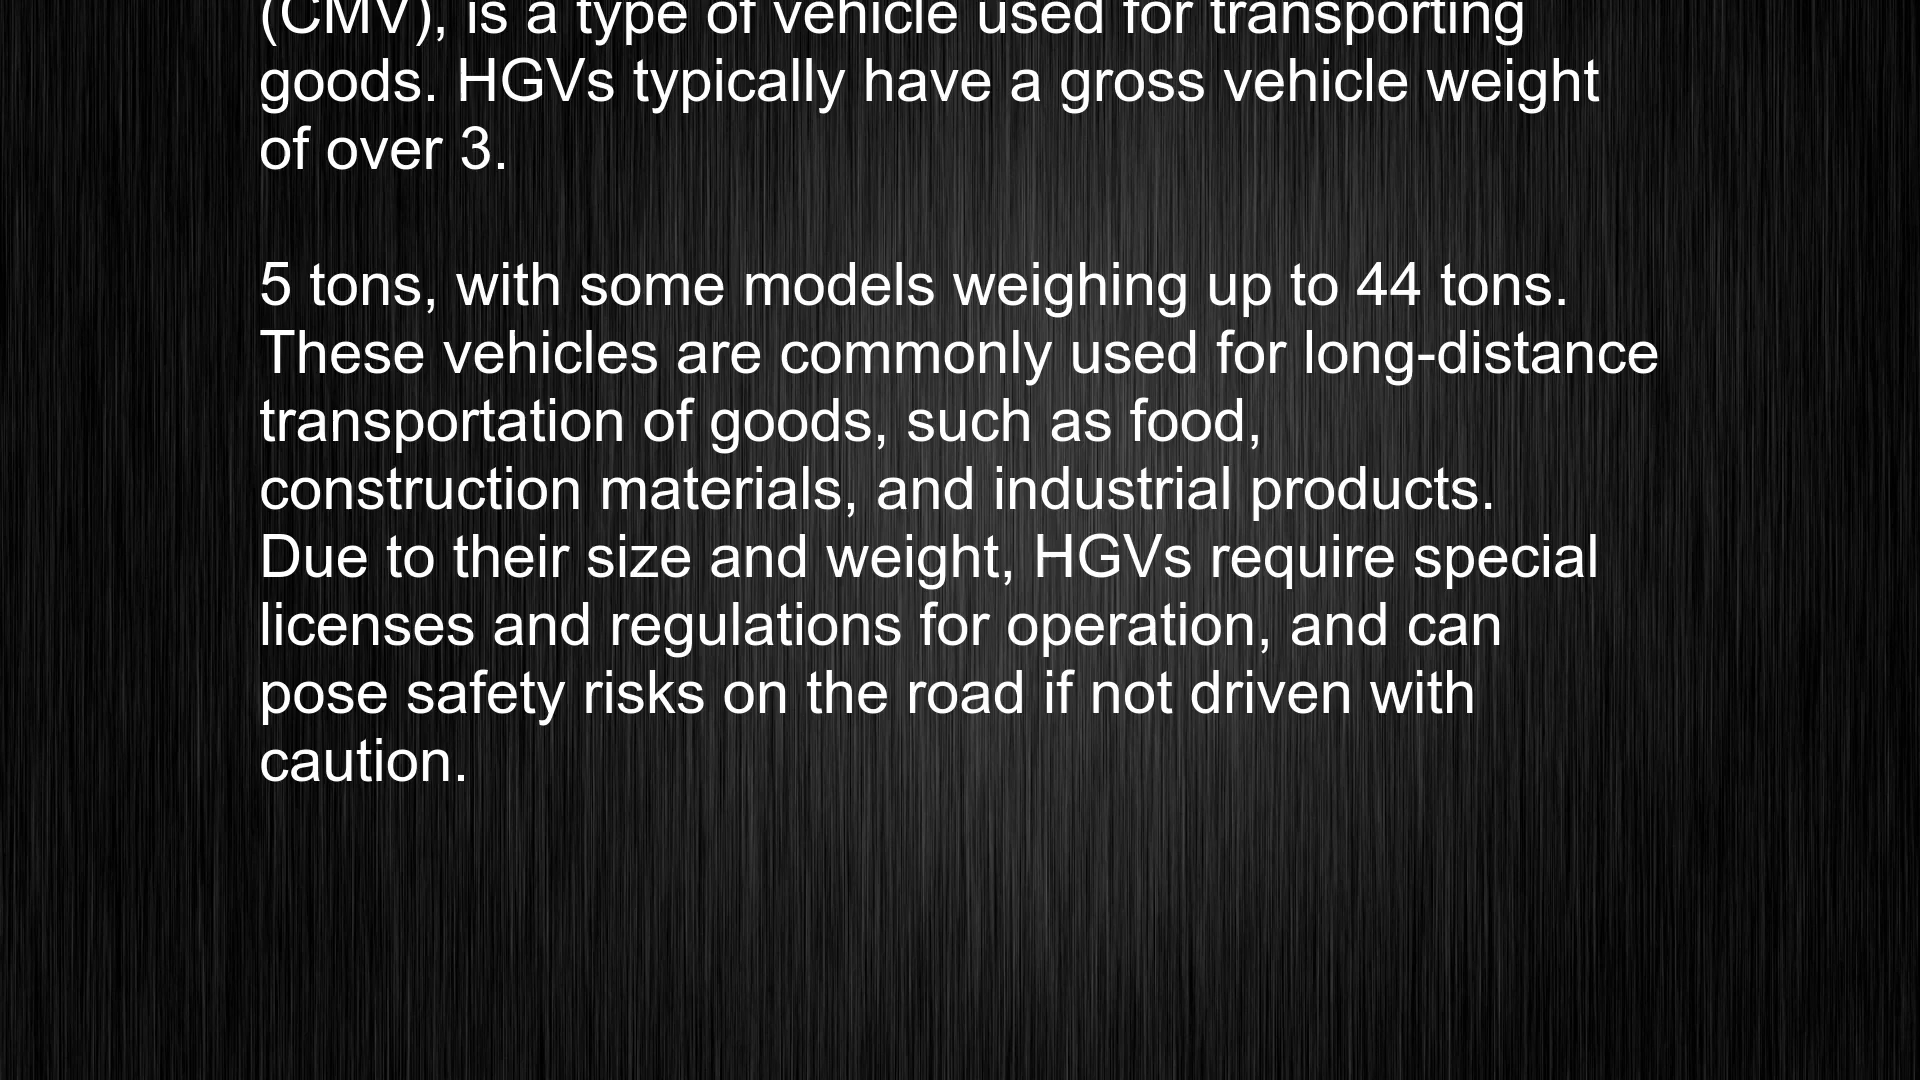 (CMV), is a type of vehicle used for transporting
goods. HGVs typically have a gross vehicle weight
of over 3.
5 tons, with some models weighing up to 44 tons.
These vehicles are commonly used for long-distance
transportation of goods, such as food,
construction materials, and industrial products.
Due to their size and weight, HGVs require special
licenses and regulations for operation, and can
pose safety risks on the road if not driven with
caution.